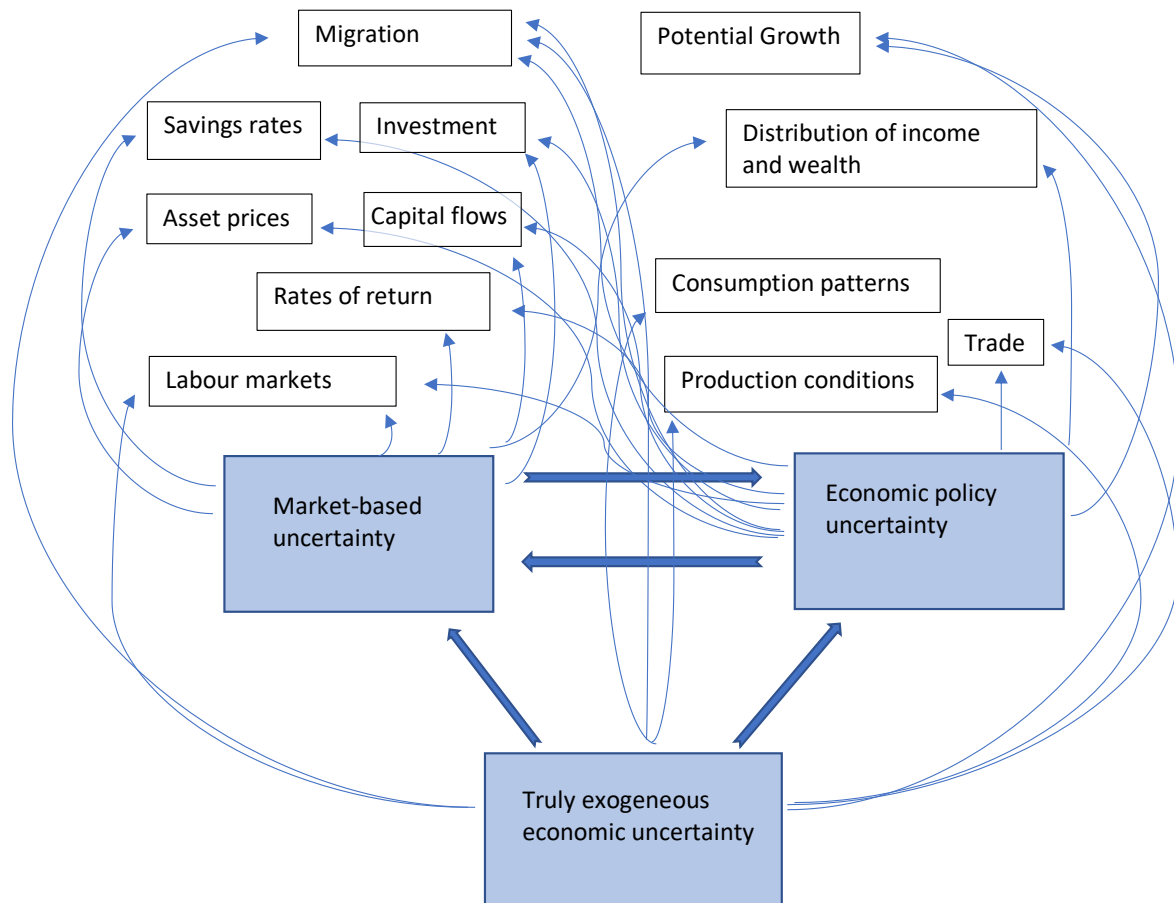 Migration
Potential Growth
Savings rates
Investment
Distribution of income
and wealth
Asset prices
Capital flows
Rates of return
Consumption patterns
Trade
Labour markets
Production conditions
Market-based
uncertainty
Economic policy
uncertainty
Truly exogeneous
economic uncertainty